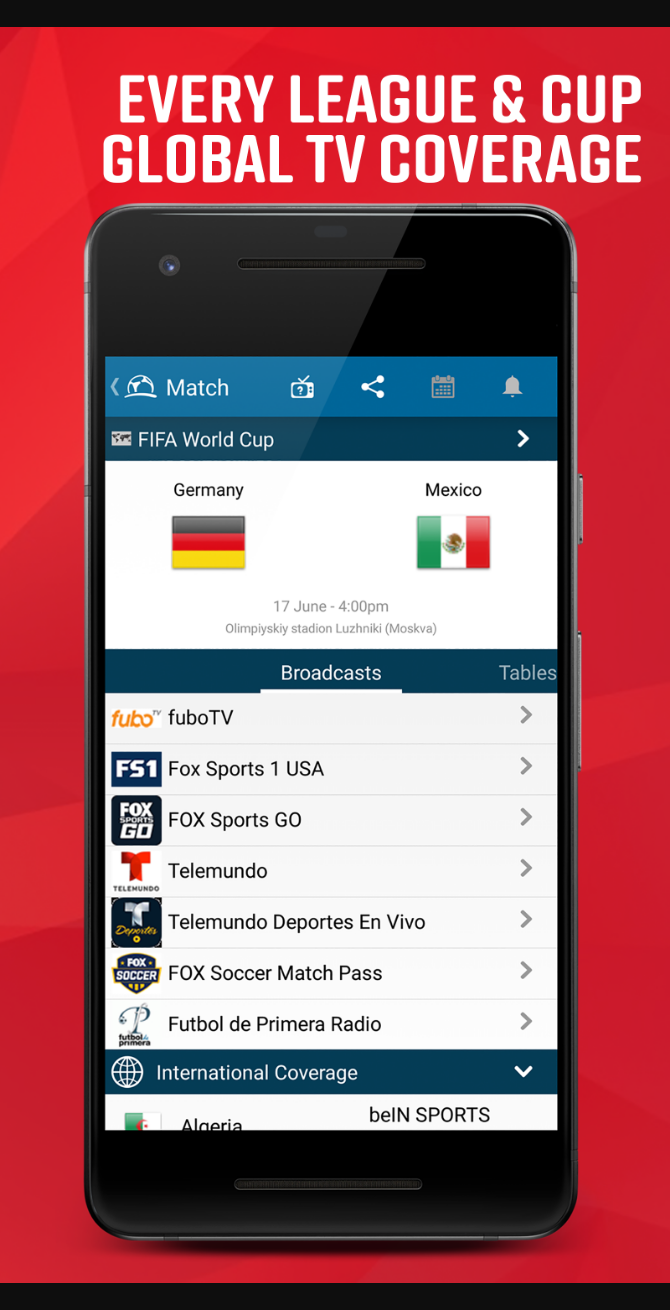 EVERY LEAGUE & CUP
GLOBAL TV COVERAGE
Match
?
FIFA World Cup
Germany
Mexico
17 June - 4:00pm
Olimpiyskiy stadion Luzhniki (Moskva)
Broadcasts
Tables
fubo TV
fuboTV
FS1
Fox Sports 1 USA
FOX
SPORTS
GO
FOX Sports GO
TELEMUNDO
Telemundo
Deportes
Telemundo Deportes En Vivo
FOX
SOCCER
FOX Soccer Match Pass
futbol de
primera
Futbol de Primera Radio
International Coverage
Algeria
beIN SPORTS